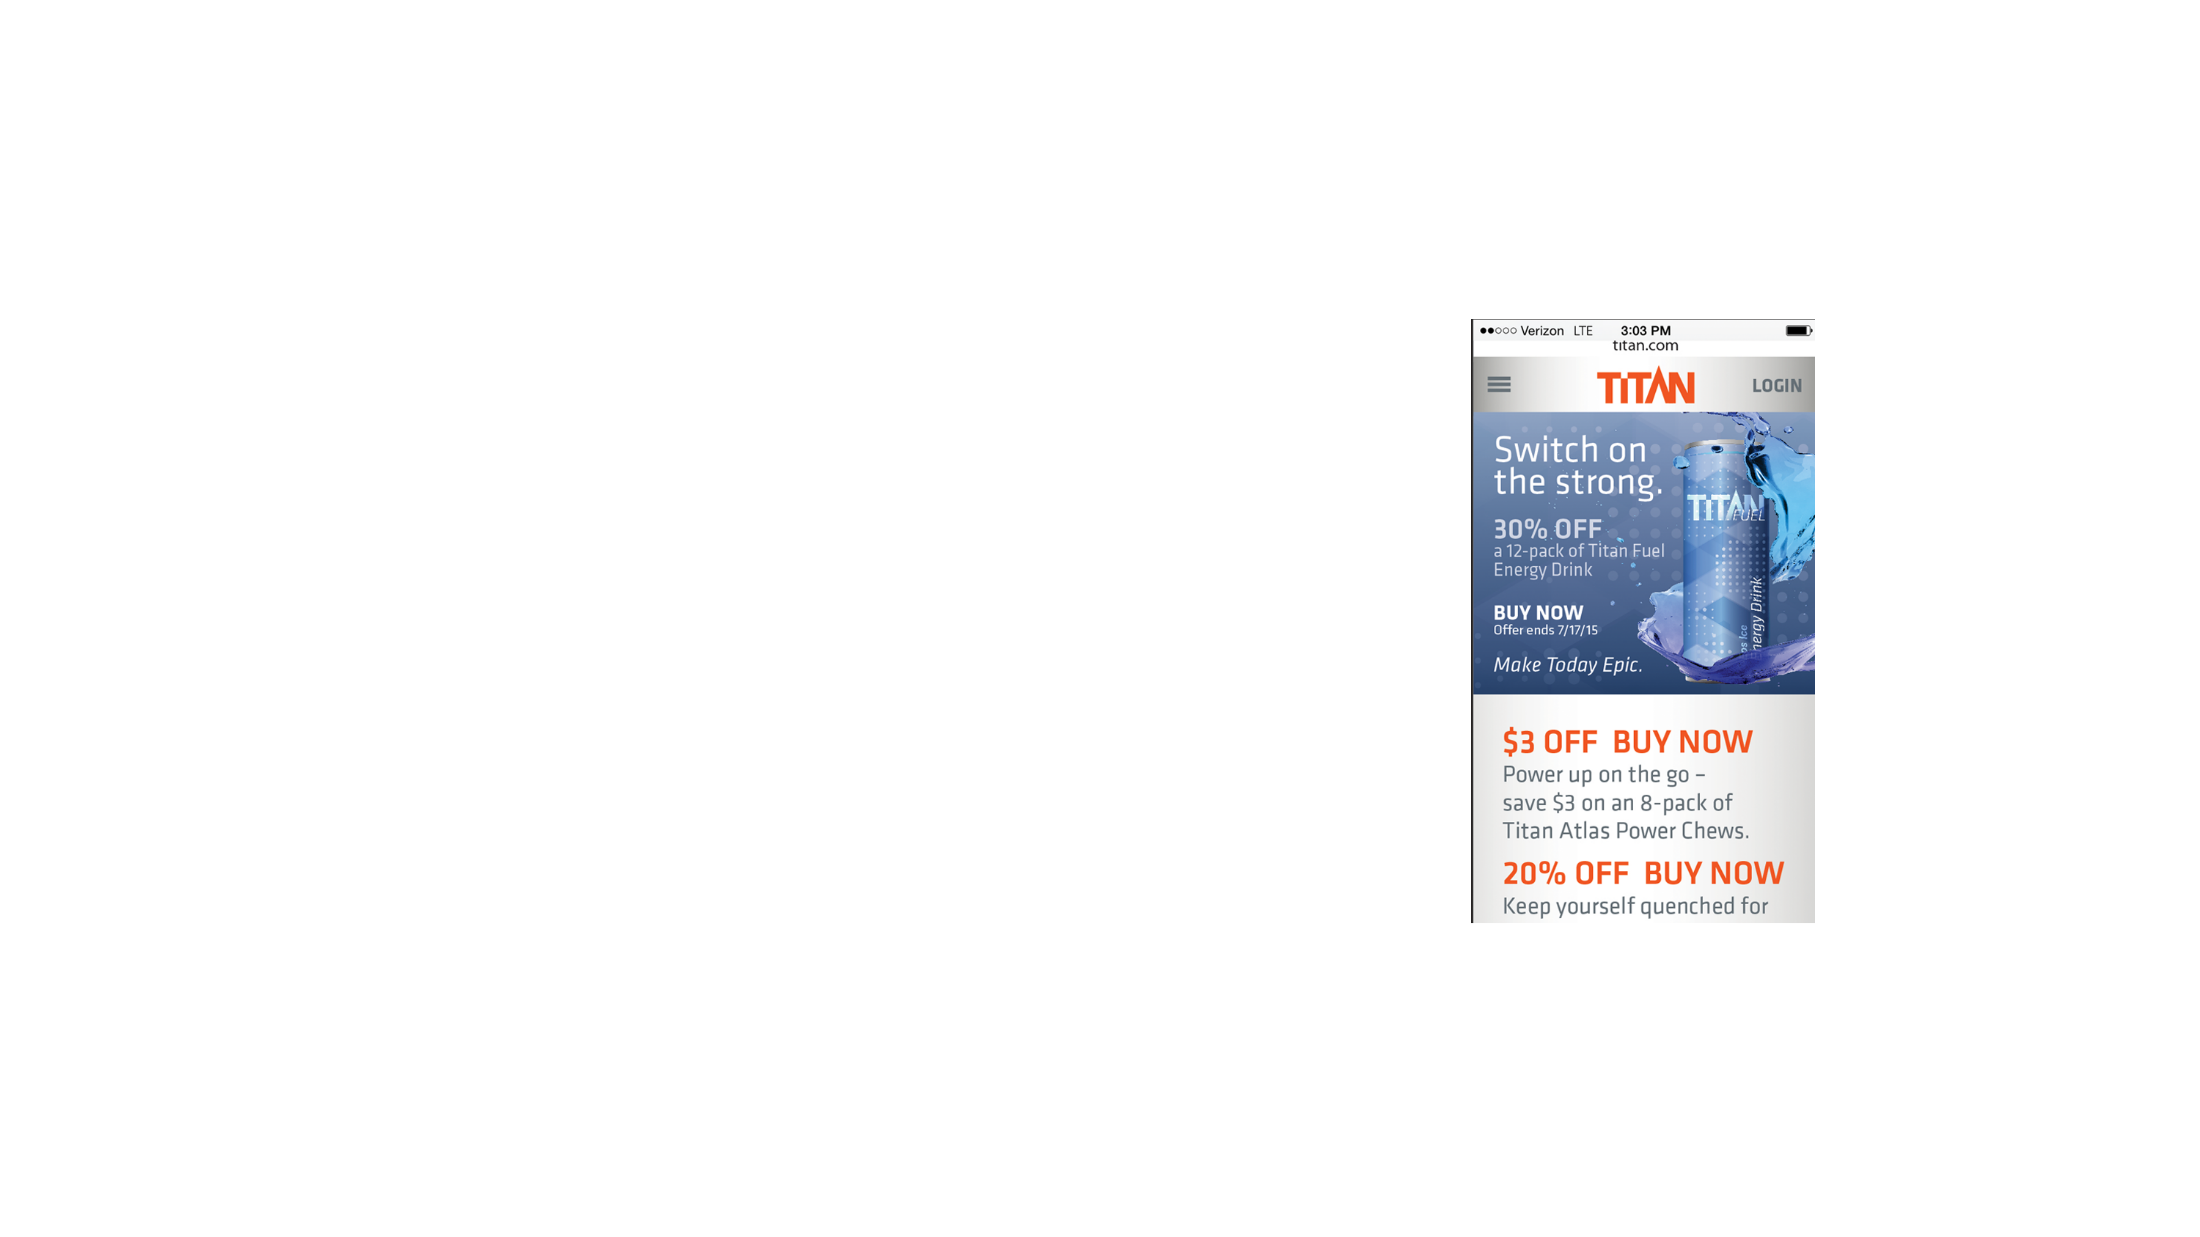 Verizon LTE 3:03 PM
titan.com
TITAN LOGIN
Switch on
the strong.
30% OFF
a 12-pack of Titan Fuel
Energy Drink
BUY NOW
Offer ends 7/17/15
Make Today Epic.
TITAN
FUEL
Ice
nergy Drink
$3 OFF BUY NOW
Power up on the go –
save $3 on an 8-pack of
Titan Atlas Power Chews.
20% OFF BUY NOW
Keep yourself quenched for